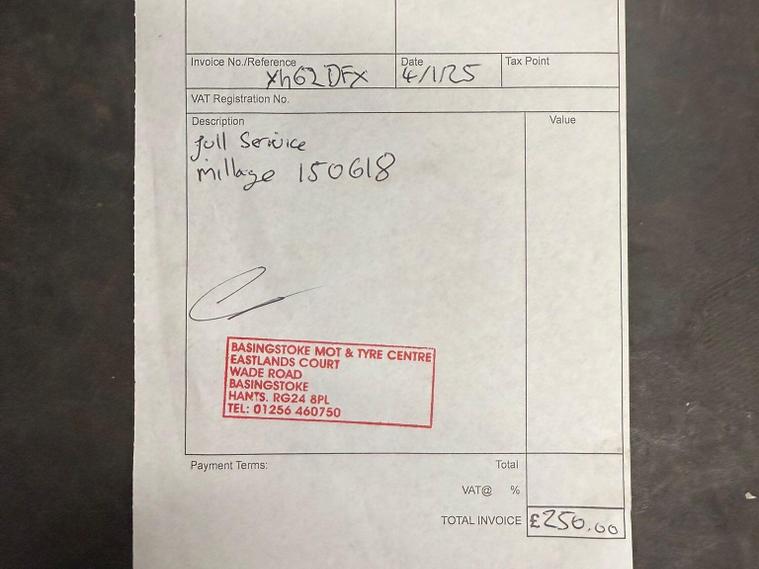 Invoice No./Reference Date Tax Point
Xh62DFX 4/1/25
VAT Registration No.
Description Value
full Service
millage 150618
BASINGSTOKE MOT & TYRE CENTRE
EASTLANDS COURT
WADE ROAD
BASINGSTOKE
HANTS. RG24 8PL
TEL: 01256 460750
Payment Terms: Total
VAT@ %
TOTAL INVOICE £250.00